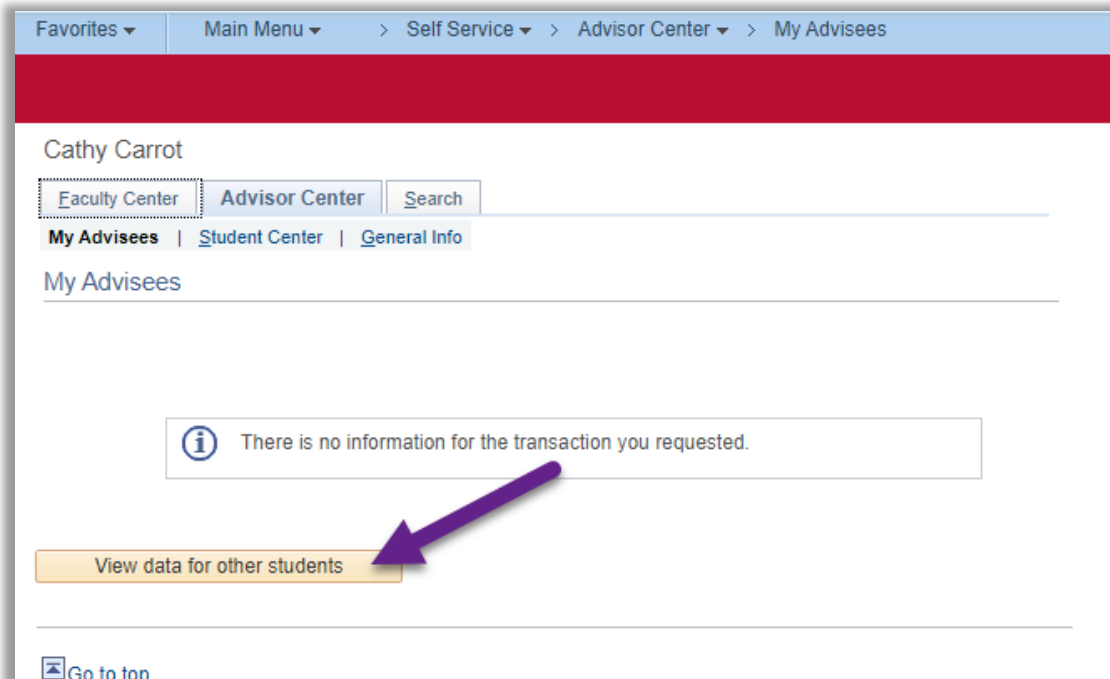 Favorites Main Menu > Self Service > Advisor Center > My Advisees
Cathy Carrot
Faculty Center Advisor Center Search
My Advisees | Student Center | General Info
My Advisees
There is no information for the transaction you requested.
View data for other students
Go to top